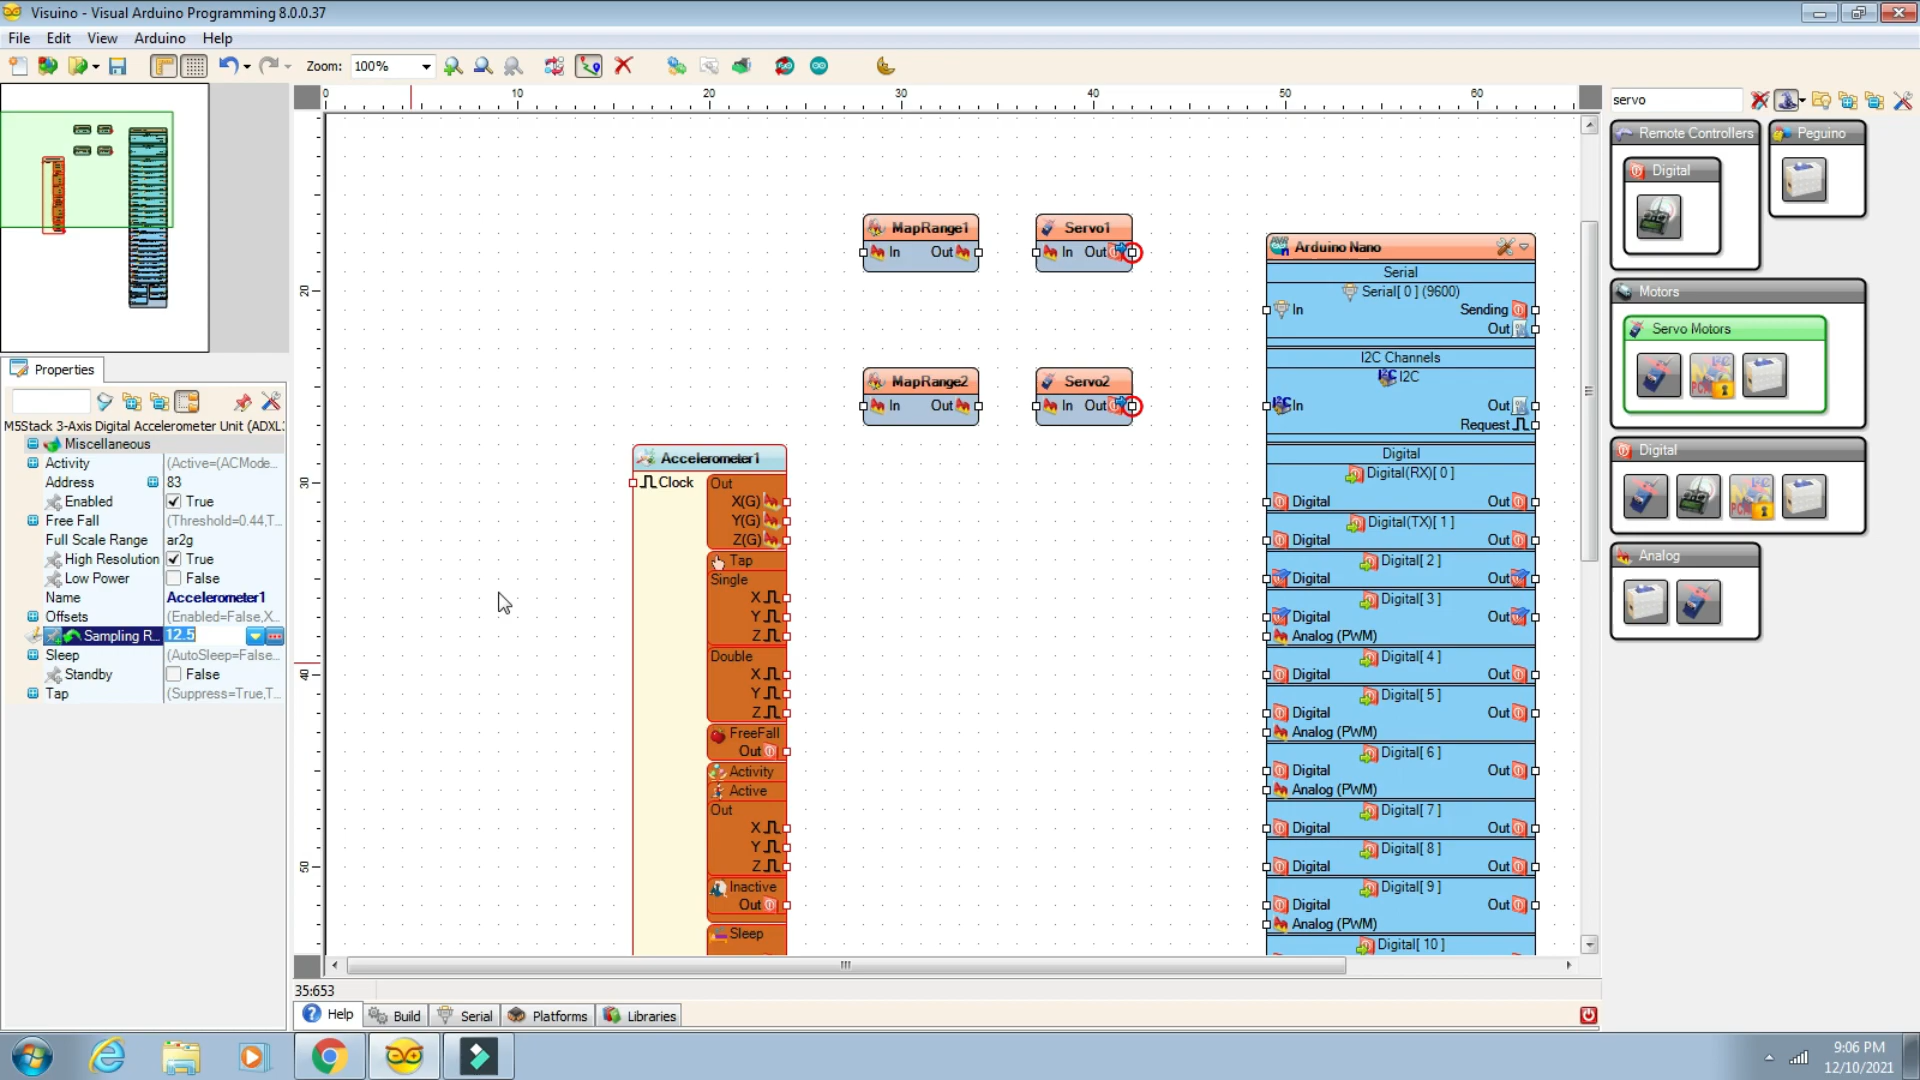 Visuino - Visual Arduino Programming 8.0.0.37
File Edit View Arduino Help
Zoom: 100%
0 10 20 30 40 50 60
servo
Remote Controllers
Peguino
Digital
Motors
Servo Motors
Digital
Analog
Properties
M5Stack 3-Axis Digital Accelerometer Unit (ADXL:
Miscellaneous
Activity (Active=(ACMode...
Address 83
Enabled True
Free Fall (Threshold=0.44,T...
Full Scale Range ar2g
High Resolution True
Low Power False
Name Accelerometer1
Offsets (Enabled=False,X...
Sampling R... 12.5
Sleep (AutoSleep=False...
Standby False
Tap (Suppress=True,T...
20
30
40
50
MapRange1
In Out
Servo1
In Out
MapRange2
In Out
Servo2
In Out
Accelerometer1
Clock
Out
X(G)
Y(G)
Z(G)
Tap
Single
X
Y
Z
Double
X
Y
Z
FreeFall
Out
Activity
Active
Out
X
Y
Z
Inactive
Out
Sleep
Arduino Nano
Serial
Serial[ 0 ] (9600)
In Sending
Out
I2C Channels
I2C
In Out
Request
Digital
Digital(RX)[ 0 ]
Digital Out
Digital(TX)[ 1 ]
Digital Out
Digital[ 2 ]
Digital Out
Digital[ 3 ]
Digital Out
Analog (PWM)
Digital[ 4 ]
Digital Out
Digital[ 5 ]
Digital Out
Analog (PWM)
Digital[ 6 ]
Digital Out
Analog (PWM)
Digital[ 7 ]
Digital Out
Digital[ 8 ]
Digital Out
Digital[ 9 ]
Digital Out
Analog (PWM)
Digital[ 10 ]
35:653
Help Build Serial Platforms Libraries
9:06 PM
12/10/2021